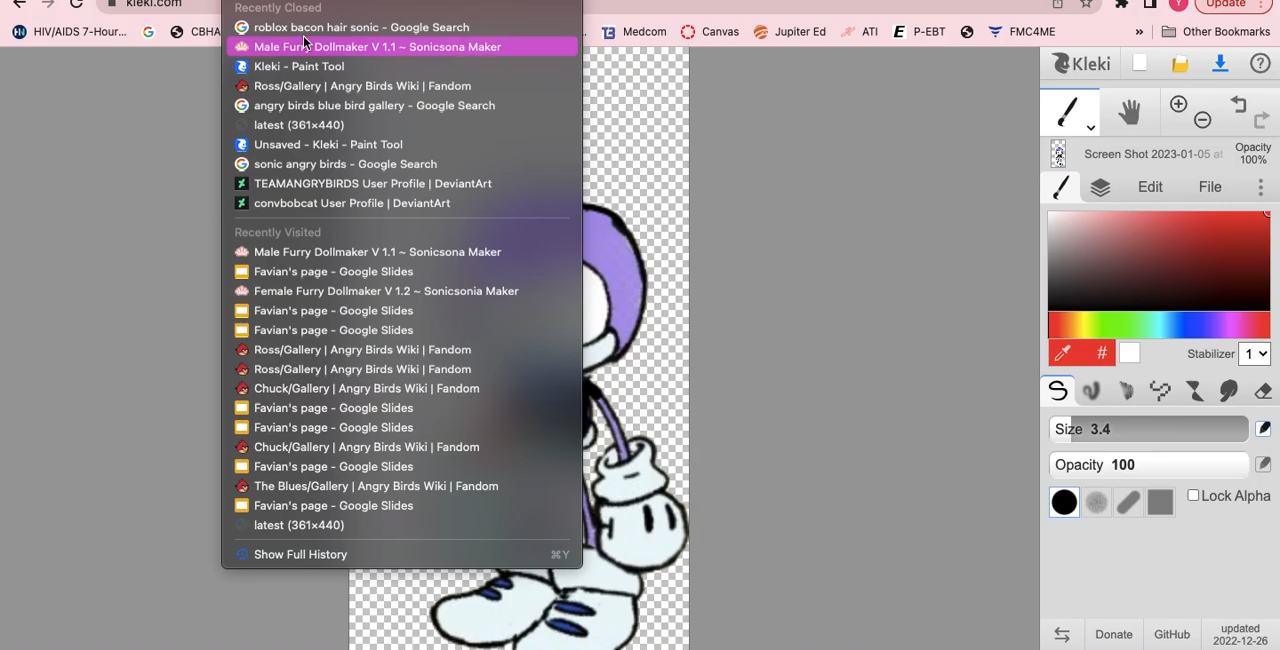 kleki.com
Update
HIV/AIDS 7-Hour...
CBHA
Medcom
Canvas
Jupiter Ed
ATI
P-EBT
FMC4ME
»
Other Bookmarks
Recently Closed
roblox bacon hair sonic - Google Search
Male Furry Dollmaker V 1.1 ~ Sonicsona Maker
Kleki - Paint Tool
Ross/Gallery | Angry Birds Wiki | Fandom
angry birds blue bird gallery - Google Search
latest (361×440)
Unsaved - Kleki - Paint Tool
sonic angry birds - Google Search
TEAMANGRYBIRDS User Profile | DeviantArt
convbobcat User Profile | DeviantArt
Recently Visited
Male Furry Dollmaker V 1.1 ~ Sonicsona Maker
Favian's page - Google Slides
Female Furry Dollmaker V 1.2 ~ Sonicsonia Maker
Favian's page - Google Slides
Favian's page - Google Slides
Ross/Gallery | Angry Birds Wiki | Fandom
Ross/Gallery | Angry Birds Wiki | Fandom
Chuck/Gallery | Angry Birds Wiki | Fandom
Favian's page - Google Slides
Favian's page - Google Slides
Chuck/Gallery | Angry Birds Wiki | Fandom
Favian's page - Google Slides
The Blues/Gallery | Angry Birds Wiki | Fandom
Favian's page - Google Slides
latest (361×440)
Show Full History ⌘Y
Kleki
Screen Shot 2023-01-05 at
Opacity
100%
Edit
File
#
Stabilizer 1
Size 3.4
Opacity 100
Lock Alpha
Donate
GitHub
updated
2022-12-26